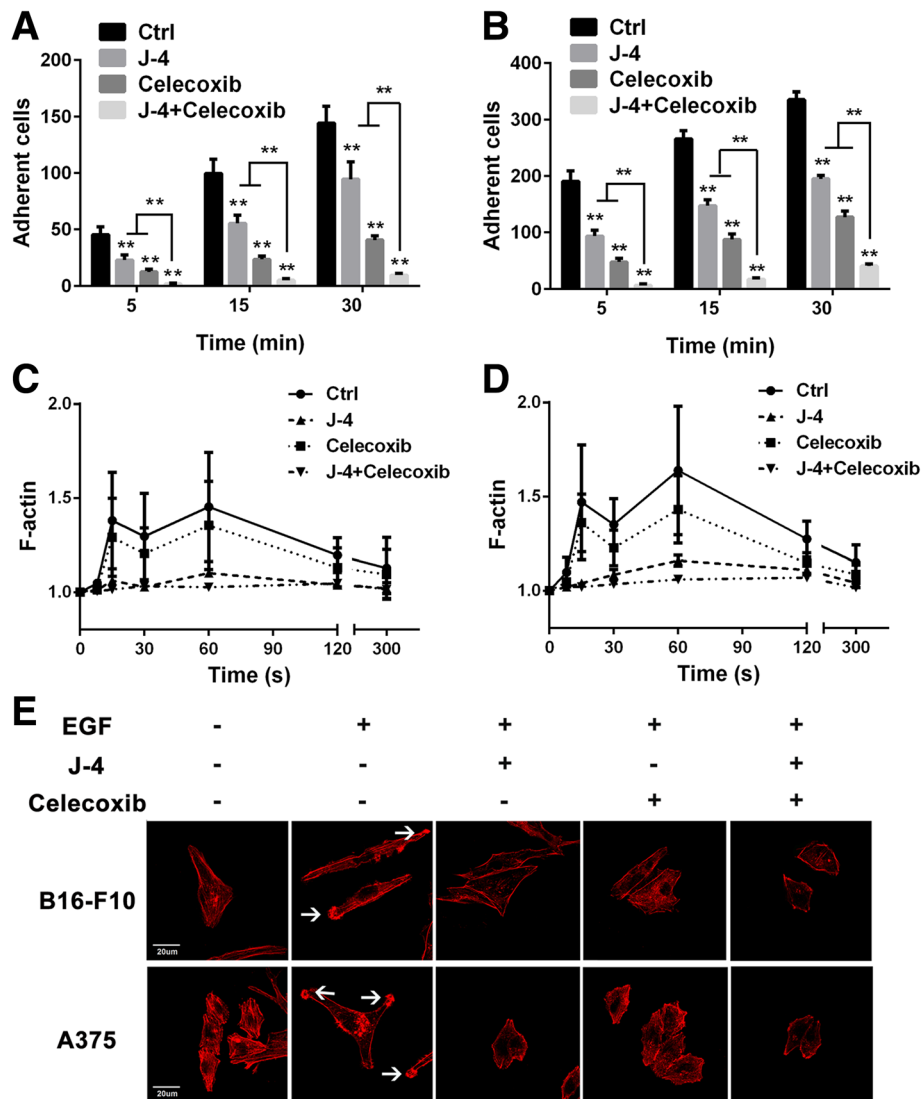 A
Ctrl
J-4
Celecoxib
J-4+Celecoxib
Adherent cells
200
150
100
50
0
**
**
**
**
**
**
**
**
**
**
**
**
5 15 30
Time (min)
B
Ctrl
J-4
Celecoxib
J-4+Celecoxib
Adherent cells
400
300
200
100
0
**
**
**
**
**
**
**
**
**
**
**
**
5 15 30
Time (min)
C
Ctrl
J-4
Celecoxib
J-4+Celecoxib
F-actin
2.0
1.5
1.0
0 30 60 90 120 300
Time (s)
D
Ctrl
J-4
Celecoxib
J-4+Celecoxib
F-actin
2.0
1.5
1.0
0 30 60 90 120 300
Time (s)
E
EGF - + + + +
J-4 - - + - +
Celecoxib - - - + +
B16-F10
20um
A375
20um